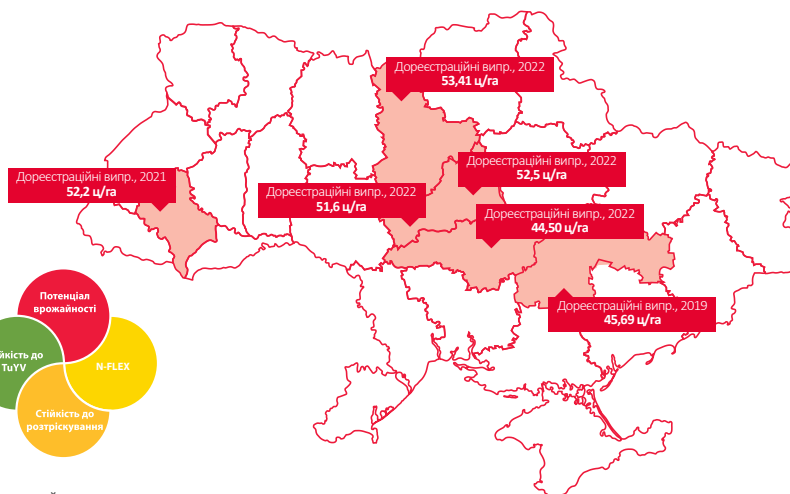 Дореєстраційні випр., 2022
53,41 ц/га
Дореєстраційні випр., 2022
52,5 ц/га
Дореєстраційні випр., 2021
52,2 ц/га
Дореєстраційні випр., 2022
51,6 ц/га
Дореєстраційні випр., 2022
44,50 ц/га
Дореєстраційні випр., 2019
45,69 ц/га
Потенціал
врожайності
йкість до
TuYV
N-FLEX
Стійкість до
розтріскування